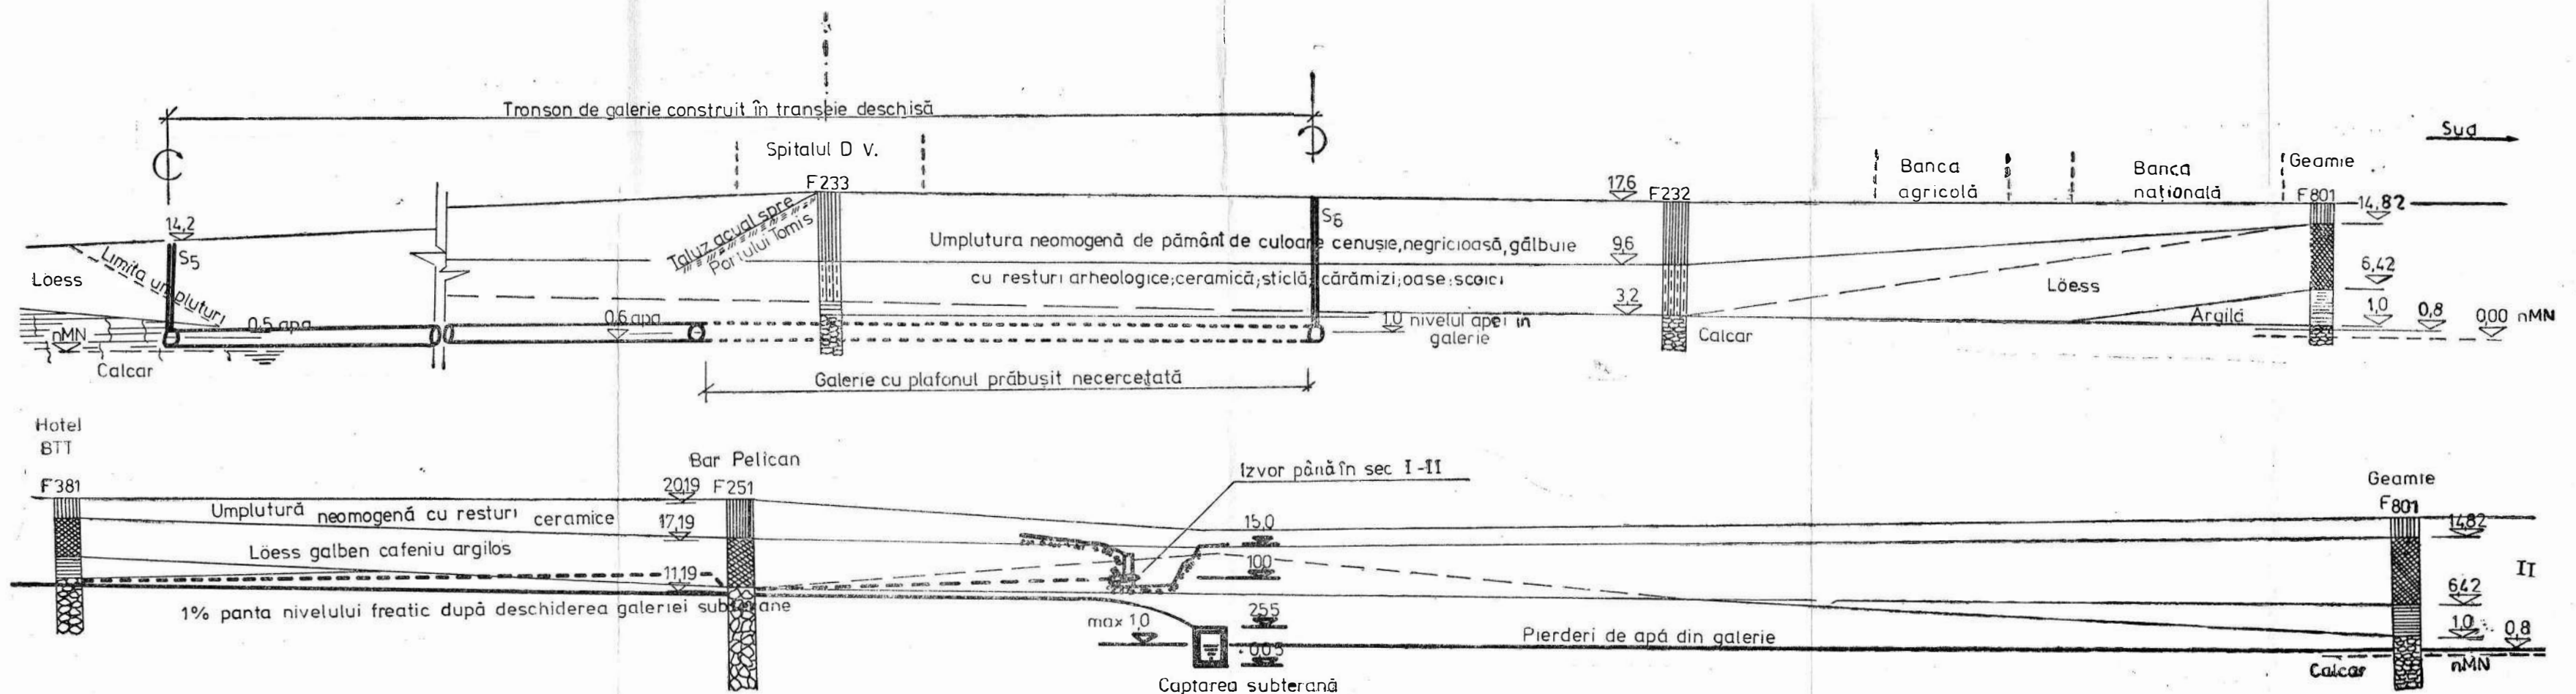 Tronson de galerie construit în tranșeie deschisă
Sud
Spitalul D V.
Banca agricolă
Banca națională
Geamie
F233
17,6
F232
F801
14,82
14,2
S5
S6
Taluz acual spre
Portului Tomis
Umplutura neomogenă de pământ de culoare cenușie,negricioasă,gălbuie
9,6
cu resturi arheologice;ceramică;sticlă;cărămizi;oase;scoici
Limita umpluturi
Löess
Löess
6,42
3,2
0,5 apa
0,6 apa
1,0 nivelul apei în
galerie
Argilă
1,0
0,8
0,00 nMN
nMN
Calcar
Calcar
Galerie cu plafonul prăbușit necercetată
Hotel
BTT
Bar Pelican
Izvor până în sec I-II
Geamie
F381
20,19
F251
F801
Umplutură neomogenă cu resturi ceramice
17,19
15,0
14,82
Löess galben cafeniu argilos
11,19
100
II
1% panta nivelului freatic după deschiderea galeriei subterane
max 1,0
255
6,42
Pierderi de apă din galerie
1,0
0,8
0,05
Calcar
nMN
Captarea subterană